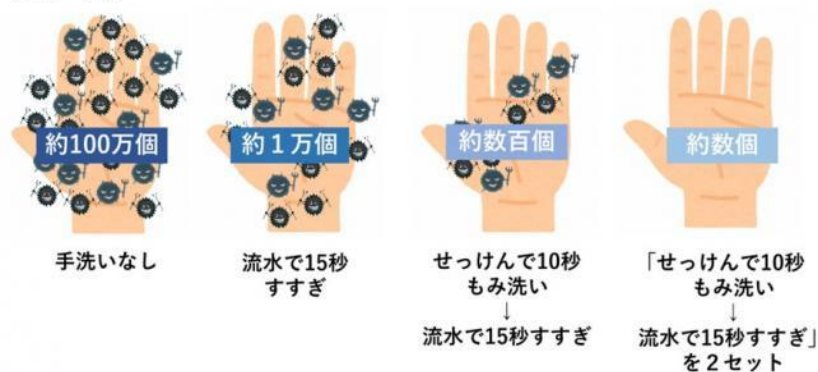 約100万個
約１万個
約数百個
約数個
手洗いなし
流水で15秒
すすぎ
せっけんで10秒
もみ洗い
↓
流水で15秒すすぎ
「せっけんで10秒
もみ洗い
↓
流水で15秒すすぎ」
を２セット